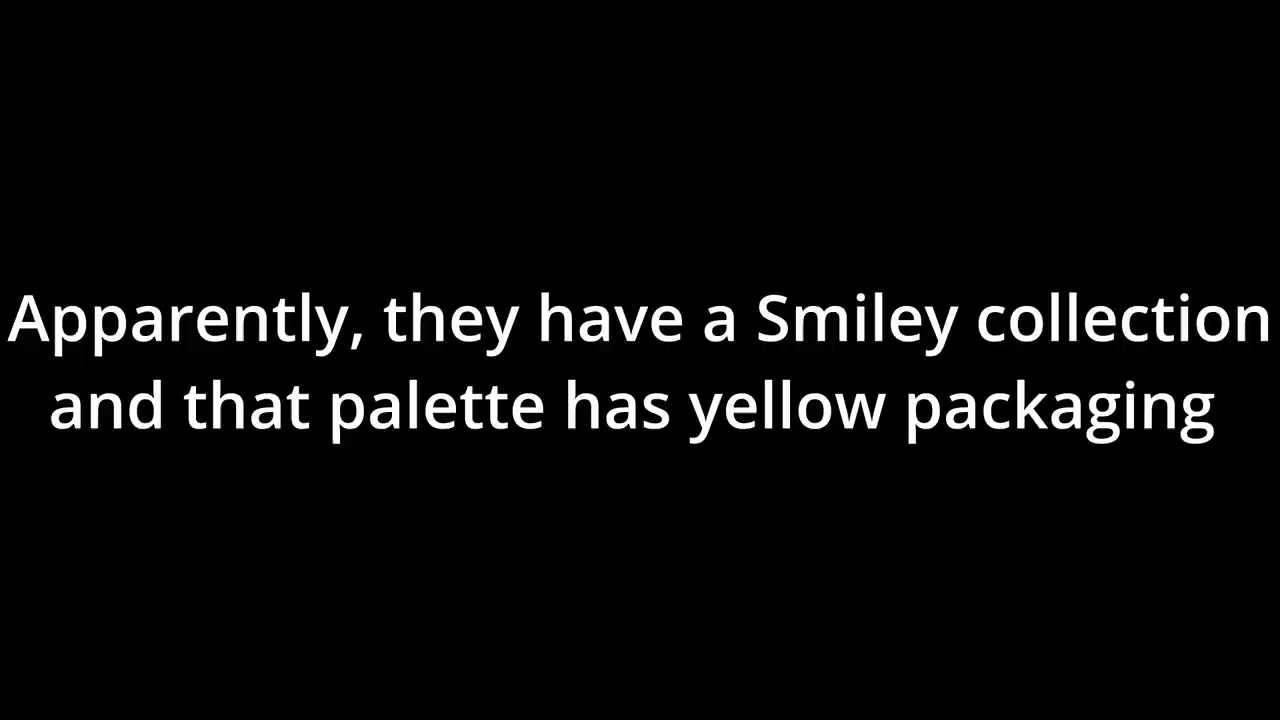 Apparently, they have a Smiley collection
and that palette has yellow packaging